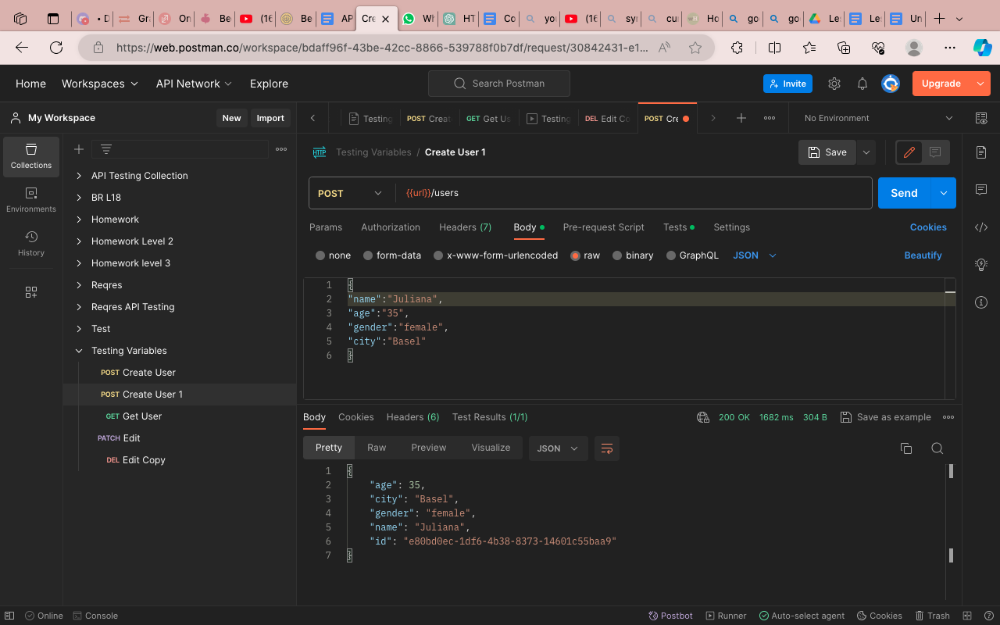 Gra
On
Be
(16
Be
AP
Cre
Wh
HT
Co
yo
(16
syn
cu
Ho
go
go
Le
Le
Un
https://web.postman.co/workspace/bdaff96f-43be-42cc-8866-539788f0b7df/request/30842431-e1...
Home Workspaces API Network Explore
Search Postman
Invite
Upgrade
My Workspace
New
Import
Testing
POST Creat
GET Get Us
Testing
DEL Edit Co
POST Cre
No Environment
Collections
Environments
History
API Testing Collection
BR L18
Homework
Homework Level 2
Homework level 3
Reqres
Reqres API Testing
Test
Testing Variables
POST Create User
POST Create User 1
GET Get User
PATCH Edit
DEL Edit Copy
HTTP Testing Variables / Create User 1
Save
POST {{url}}/users
Send
Params Authorization Headers (7) Body Pre-request Script Tests Settings Cookies
none form-data x-www-form-urlencoded raw binary GraphQL JSON Beautify
1 {
2 "name":"Juliana",
3 "age":"35",
4 "gender":"female",
5 "city":"Basel"
6 }
Body Cookies Headers (6) Test Results (1/1) 200 OK 1682 ms 304 B Save as example
Pretty Raw Preview Visualize JSON
1 {
2 "age": 35,
3 "city": "Basel",
4 "gender": "female",
5 "name": "Juliana",
6 "id": "e80bd0ec-1df6-4b38-8373-14601c55baa9"
7 }
Online Console Postbot Runner Auto-select agent Cookies Trash